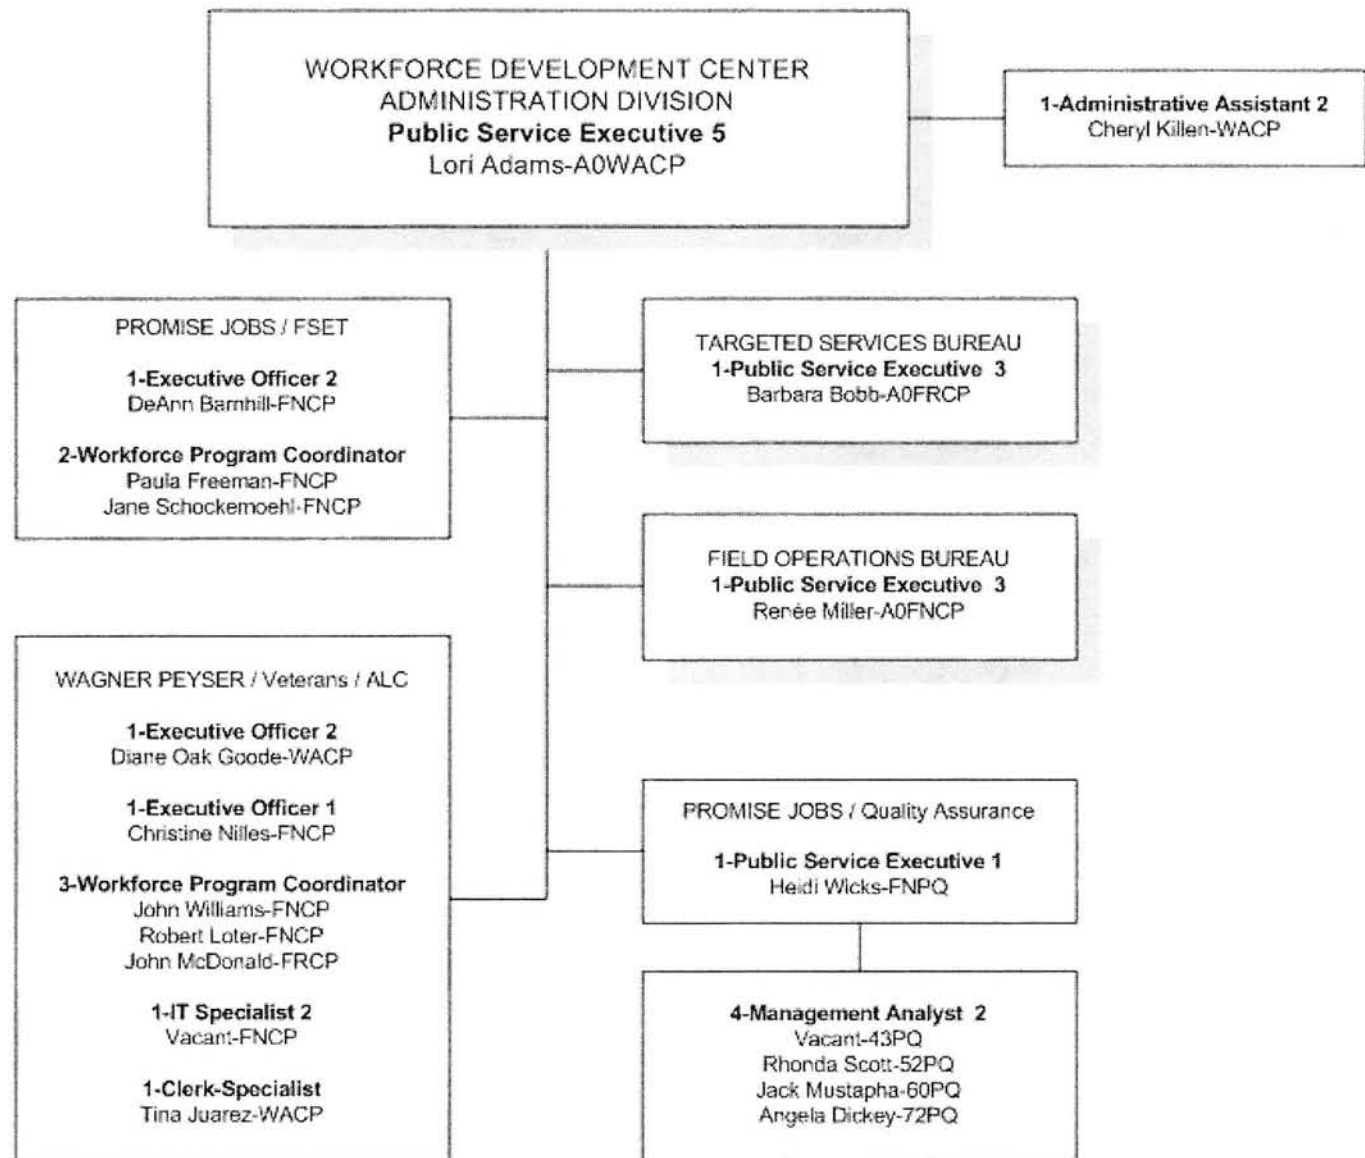 WORKFORCE DEVELOPMENT CENTER
ADMINISTRATION DIVISION
Public Service Executive 5
Lori Adams-A0WACP
1-Administrative Assistant 2
Cheryl Killen-WACP
PROMISE JOBS / FSET
1-Executive Officer 2
DeAnn Barnhill-FNCP
2-Workforce Program Coordinator
Paula Freeman-FNCP
Jane Schockemoehl-FNCP
TARGETED SERVICES BUREAU
1-Public Service Executive 3
Barbara Bobb-A0FRCP
FIELD OPERATIONS BUREAU
1-Public Service Executive 3
Renée Miller-A0FNCP
WAGNER PEYSER / Veterans / ALC
1-Executive Officer 2
Diane Oak Goode-WACP
1-Executive Officer 1
Christine Nilles-FNCP
3-Workforce Program Coordinator
John Williams-FNCP
Robert Loter-FNCP
John McDonald-FRCP
1-IT Specialist 2
Vacant-FNCP
1-Clerk-Specialist
Tina Juarez-WACP
PROMISE JOBS / Quality Assurance
1-Public Service Executive 1
Heidi Wicks-FNPQ
4-Management Analyst 2
Vacant-43PQ
Rhonda Scott-52PQ
Jack Mustapha-60PQ
Angela Dickey-72PQ